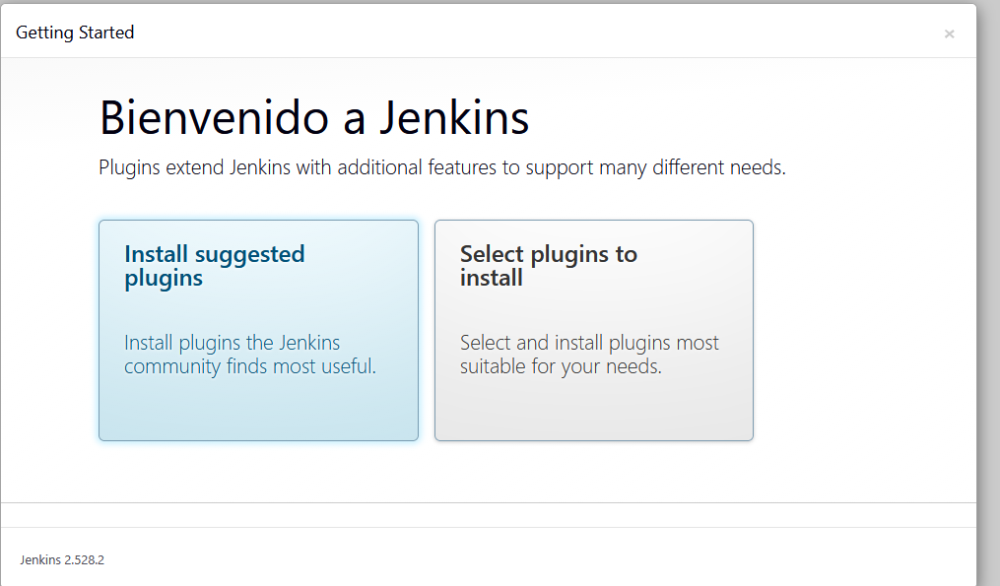 Getting Started
×
Bienvenido a Jenkins
Plugins extend Jenkins with additional features to support many different needs.
Install suggested
plugins
Install plugins the Jenkins
community finds most useful.
Select plugins to
install
Select and install plugins most
suitable for your needs.
Jenkins 2.528.2